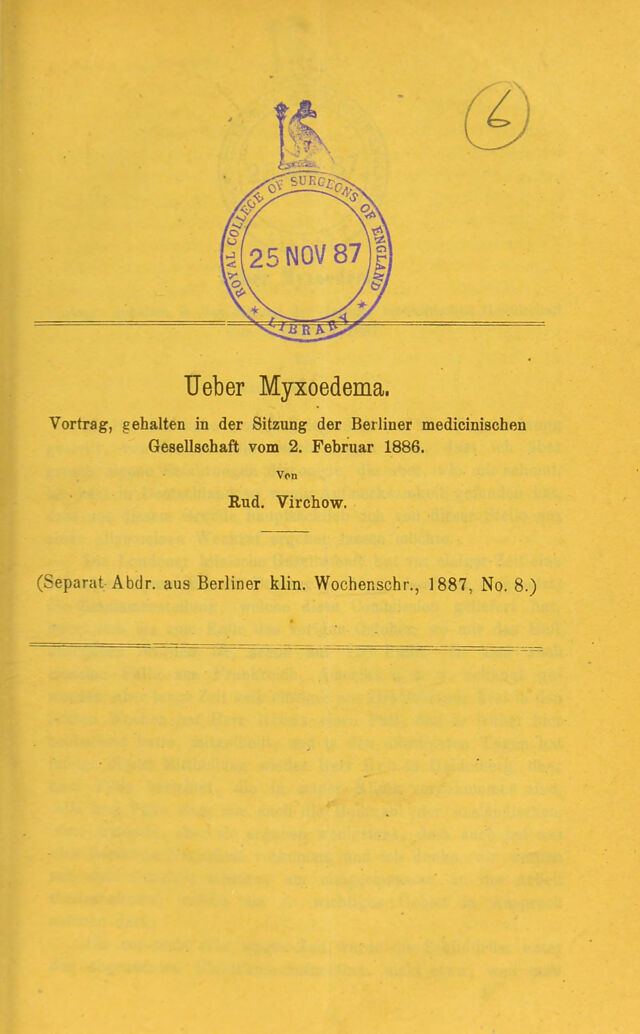 6
ROYAL COLLEGE OF SURGEONS OF ENGLAND
25 NOV 87
* LIBRARY *
Ueber Myxoedema.
Vortrag, gehalten in der Sitzung der Berliner medicinischen
Gesellschaft vom 2. Februar 1886.
Von
Rud. Virchow.
(Separat-Abdr. aus Berliner klin. Wochenschr., 1887, No. 8.)